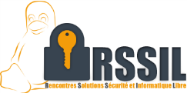 RSSIL
Rencontres Solutions Sécurité et Informatique Libre